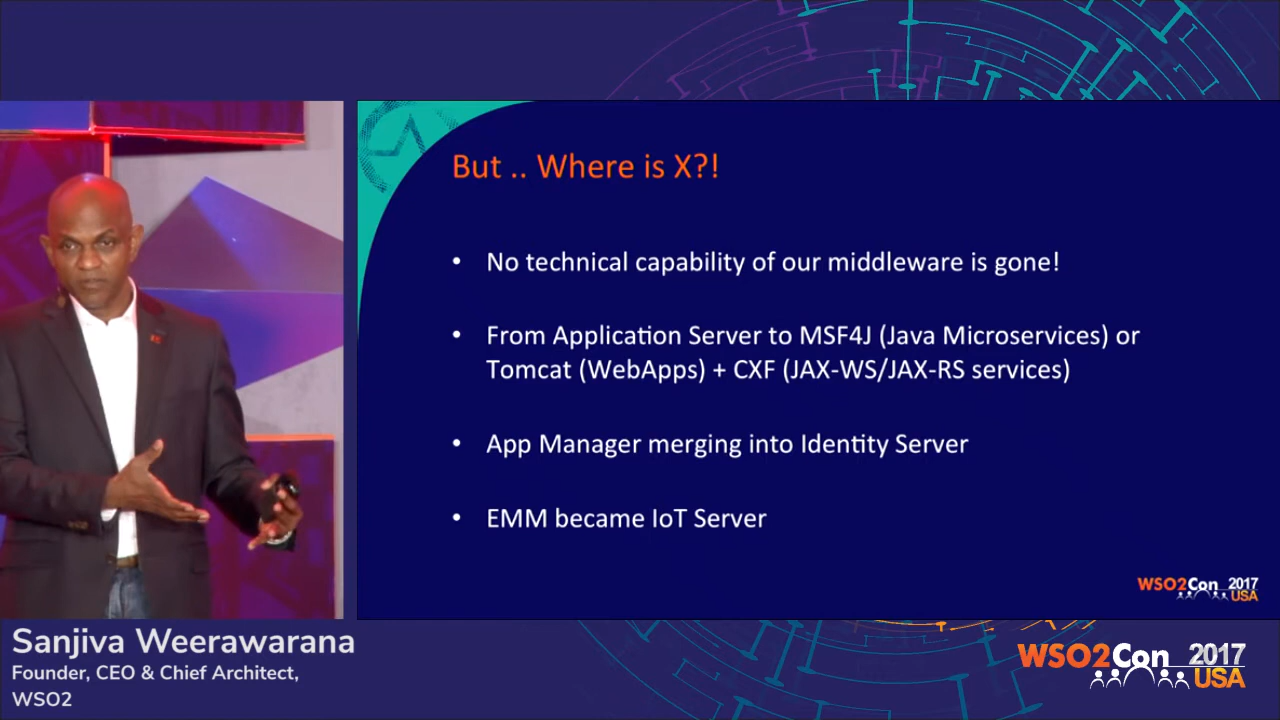 But .. Where is X?!
• No technical capability of our middleware is gone!
• From Application Server to MSF4J (Java Microservices) or
Tomcat (WebApps) + CXF (JAX-WS/JAX-RS services)
• App Manager merging into Identity Server
• EMM became IoT Server
WSO2Con 2017
USA
Sanjiva Weerawarana
Founder, CEO & Chief Architect,
WSO2
WSO2Con 2017
USA